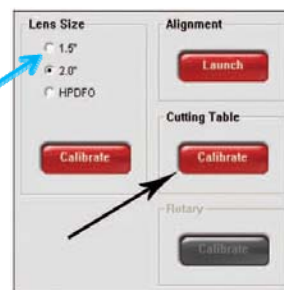 Lens Size
1.5"
2.0"
HPDFO
Calibrate
Alignment
Launch
Cutting Table
Calibrate
Rotary
Calibrate